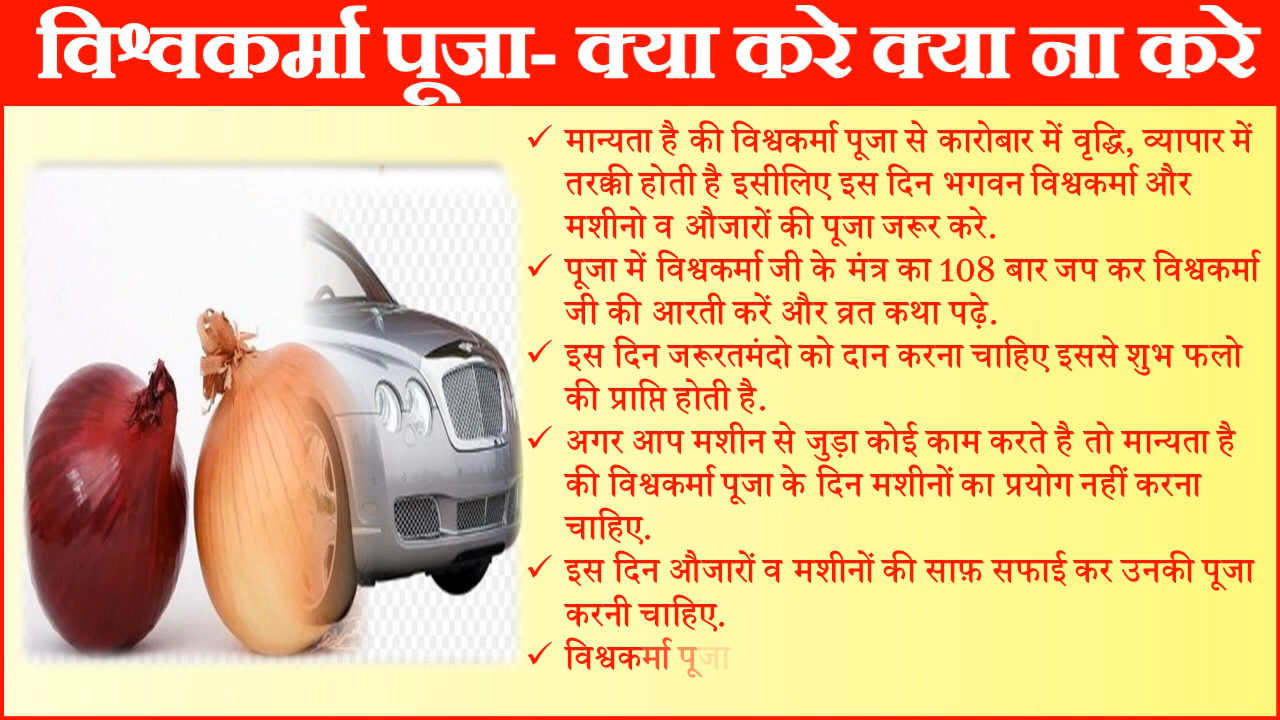 विश्वकर्मा पूजा- क्या करे क्या ना करे
✓ मान्यता है की विश्वकर्मा पूजा से कारोबार में वृद्धि, व्यापार में
तरक्की होती है इसीलिए इस दिन भगवन विश्वकर्मा और
मशीनो व औजारों की पूजा जरूर करे.
✓ पूजा में विश्वकर्मा जी के मंत्र का 108 बार जप कर विश्वकर्मा
जी की आरती करें और व्रत कथा पढ़े.
✓ इस दिन जरूरतमंदो को दान करना चाहिए इससे शुभ फलो
की प्राप्ति होती है.
✓ अगर आप मशीन से जुड़ा कोई काम करते है तो मान्यता है
की विश्वकर्मा पूजा के दिन मशीनों का प्रयोग नहीं करना
चाहिए.
✓ इस दिन औजारों व मशीनों की साफ़ सफाई कर उनकी पूजा
करनी चाहिए.
✓ विश्वकर्मा पूजा